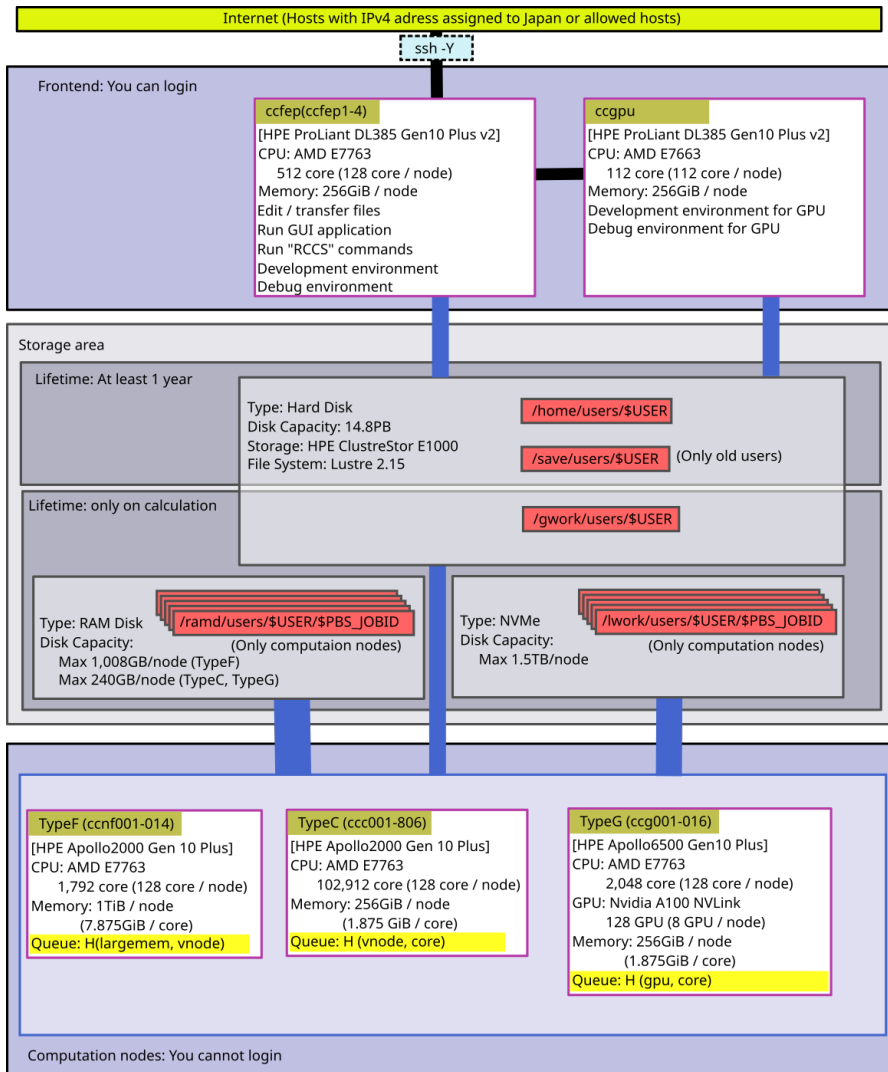 Internet (Hosts with IPv4 adress assigned to Japan or allowed hosts)
ssh -Y
Frontend: You can login
ccfep(ccfep1-4)
[HPE ProLiant DL385 Gen10 Plus v2]
CPU: AMD E7763
512 core (128 core / node)
Memory: 256GiB / node
Edit / transfer files
Run GUI application
Run "RCCS" commands
Development environment
Debug environment
ccgpu
[HPE ProLiant DL385 Gen10 Plus v2]
CPU: AMD E7663
112 core (112 core / node)
Memory: 256GiB / node
Development environment for GPU
Debug environment for GPU
Storage area
Lifetime: At least 1 year
Type: Hard Disk
Disk Capacity: 14.8PB
Storage: HPE ClustreStor E1000
File System: Lustre 2.15
/home/users/$USER
/save/users/$USER
(Only old users)
Lifetime: only on calculation
/gwork/users/$USER
/ramd/users/$USER/$PBS_JOBID
Type: RAM Disk
(Only computaion nodes)
Disk Capacity:
Max 1,008GB/node (TypeF)
Max 240GB/node (TypeC, TypeG)
/lwork/users/$USER/$PBS_JOBID
Type: NVMe
(Only computation nodes)
Disk Capacity:
Max 1.5TB/node
TypeF (ccnf001-014)
[HPE Apollo2000 Gen 10 Plus]
CPU: AMD E7763
1,792 core (128 core / node)
Memory: 1TiB / node
(7.875GiB / core)
Queue: H(largemem, vnode)
TypeC (ccc001-806)
[HPE Apollo2000 Gen 10 Plus]
CPU: AMD E7763
102,912 core (128 core / node)
Memory: 256GiB / node
(1.875 GiB / core)
Queue: H (vnode, core)
TypeG (ccg001-016)
[HPE Apollo6500 Gen10 Plus]
CPU: AMD E7763
2,048 core (128 core / node)
GPU: Nvidia A100 NVLink
128 GPU (8 GPU / node)
Memory: 256GiB / node
(1.875GiB / core)
Queue: H (gpu, core)
Computation nodes: You cannot login